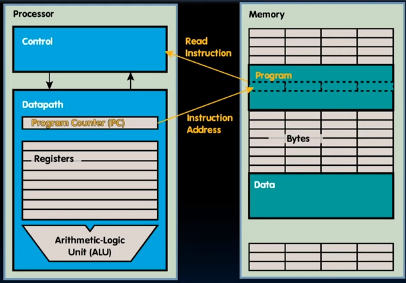 Processor
Control
Datapath
Program Counter (PC)
Registers
Arithmetic-Logic
Unit (ALU)
Read
Instruction
Instruction
Address
Memory
Program
Bytes
Data